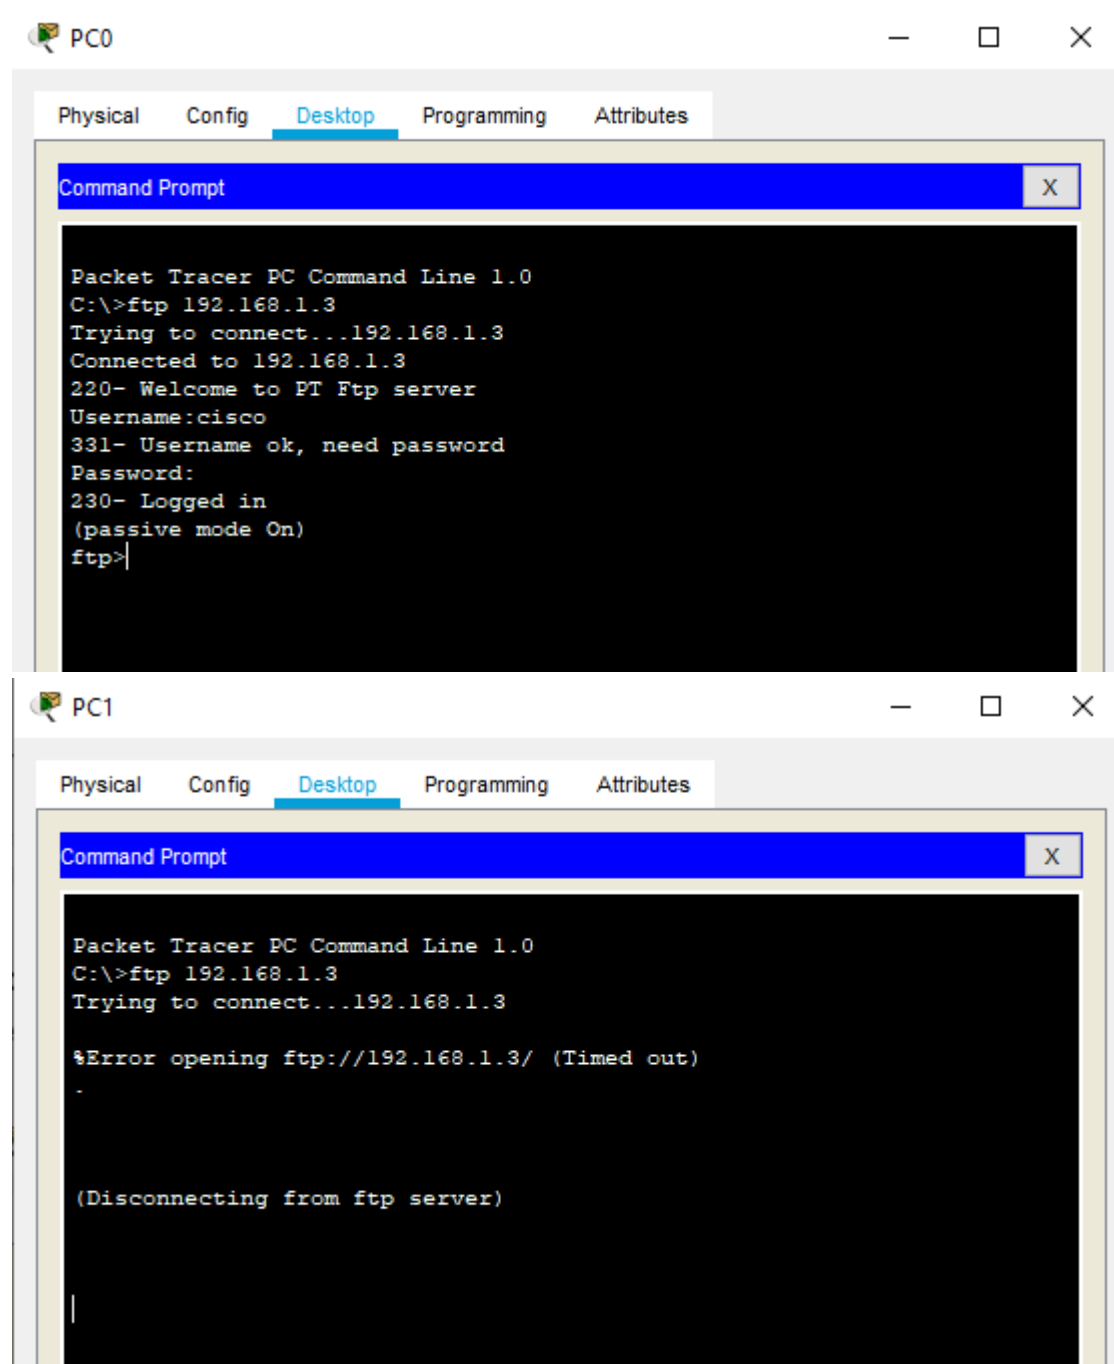 PC0
Physical Config Desktop Programming Attributes
Command Prompt X
Packet Tracer PC Command Line 1.0
C:\>ftp 192.168.1.3
Trying to connect...192.168.1.3
Connected to 192.168.1.3
220- Welcome to PT Ftp server
Username:cisco
331- Username ok, need password
Password:
230- Logged in
(passive mode On)
ftp>
PC1
Physical Config Desktop Programming Attributes
Command Prompt X
Packet Tracer PC Command Line 1.0
C:\>ftp 192.168.1.3
Trying to connect...192.168.1.3
%Error opening ftp://192.168.1.3/ (Timed out)
.
(Disconnecting from ftp server)